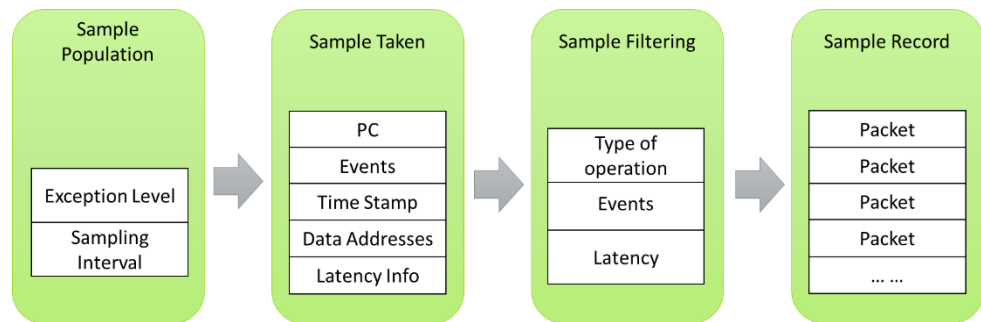 Sample
Population
Exception Level
Sampling
Interval
Sample Taken
PC
Events
Time Stamp
Data Addresses
Latency Info
Sample Filtering
Type of
operation
Events
Latency
Sample Record
Packet
Packet
Packet
Packet
... ...